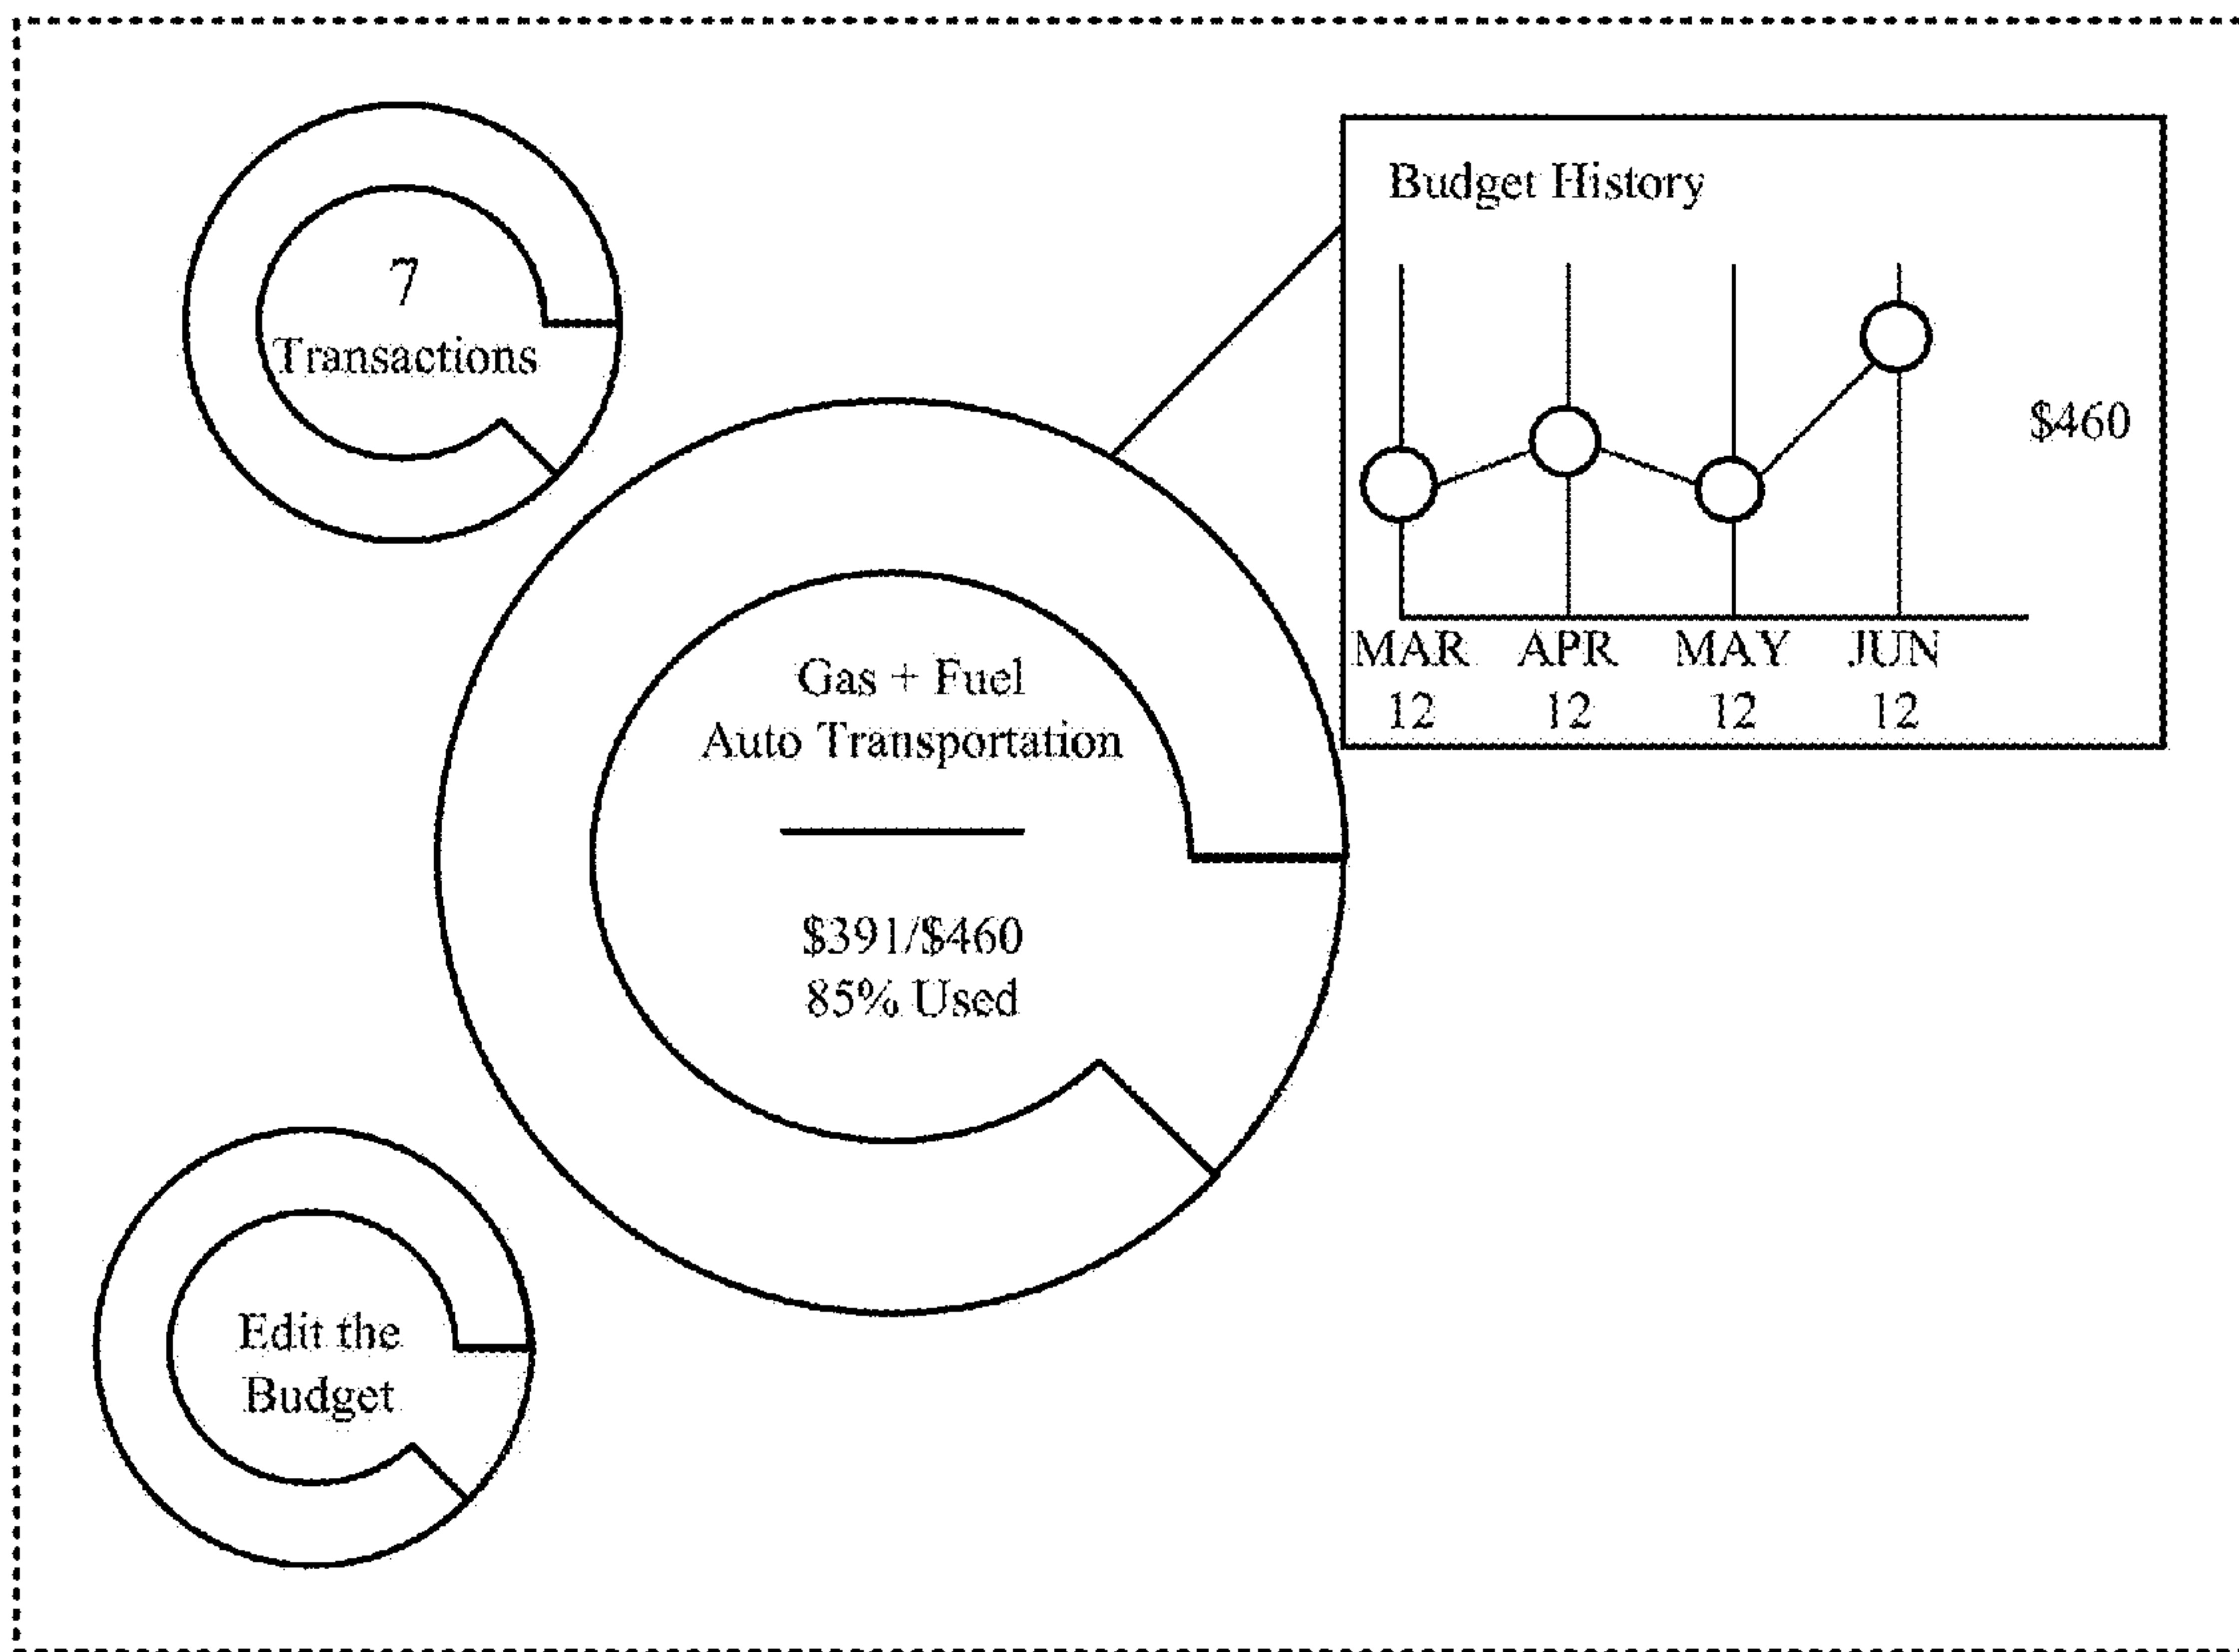 7
Transactions
Budget History
$460
MAR APR MAY JUN
12 12 12 12
Gas + Fuel
Auto Transportation
$391/$460
85% Used
Edit the
Budget